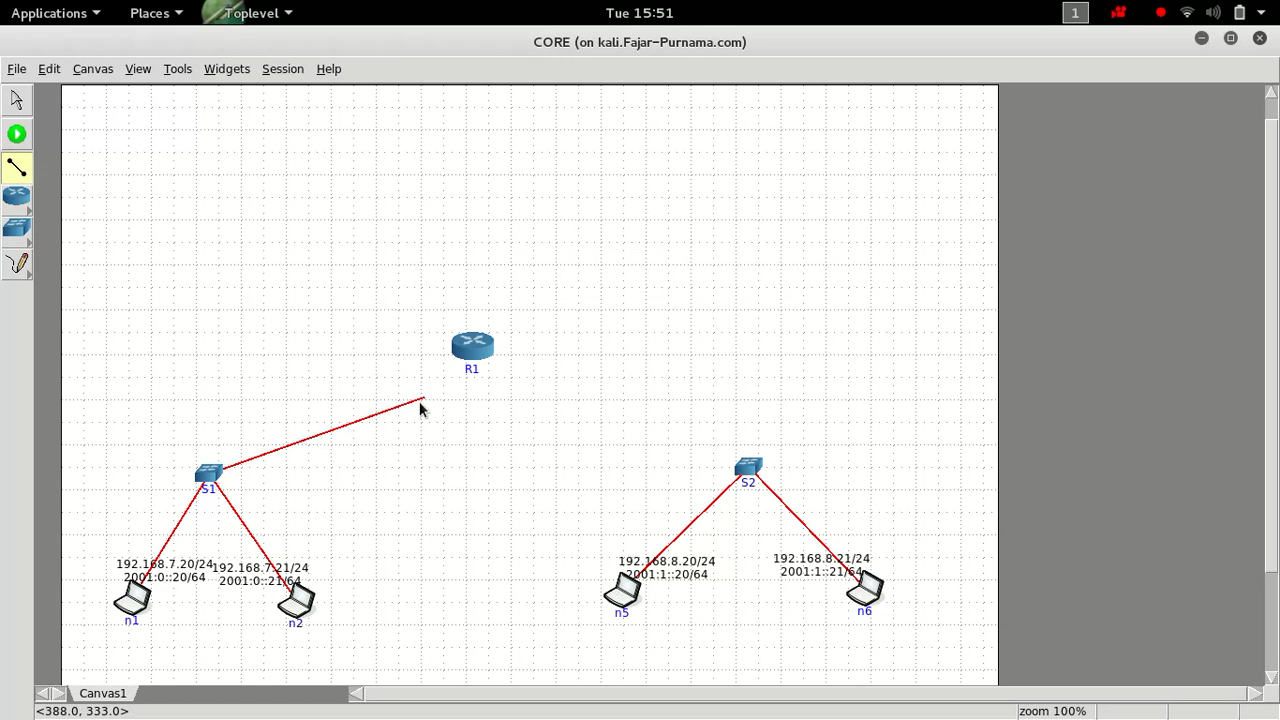 Applications Places Toplevel Tue 15:51 1
CORE (on kali.Fajar-Purnama.com)
File Edit Canvas View Tools Widgets Session Help
R1
S1
S2
192.168.7.20/24
2001:0::20/64
192.168.7.21/24
2001:0::21/64
192.168.8.20/24
2001:1::20/64
192.168.8.21/24
2001:1::21/64
n1
n2
n5
n6
Canvas1
<388.0, 333.0> zoom 100%